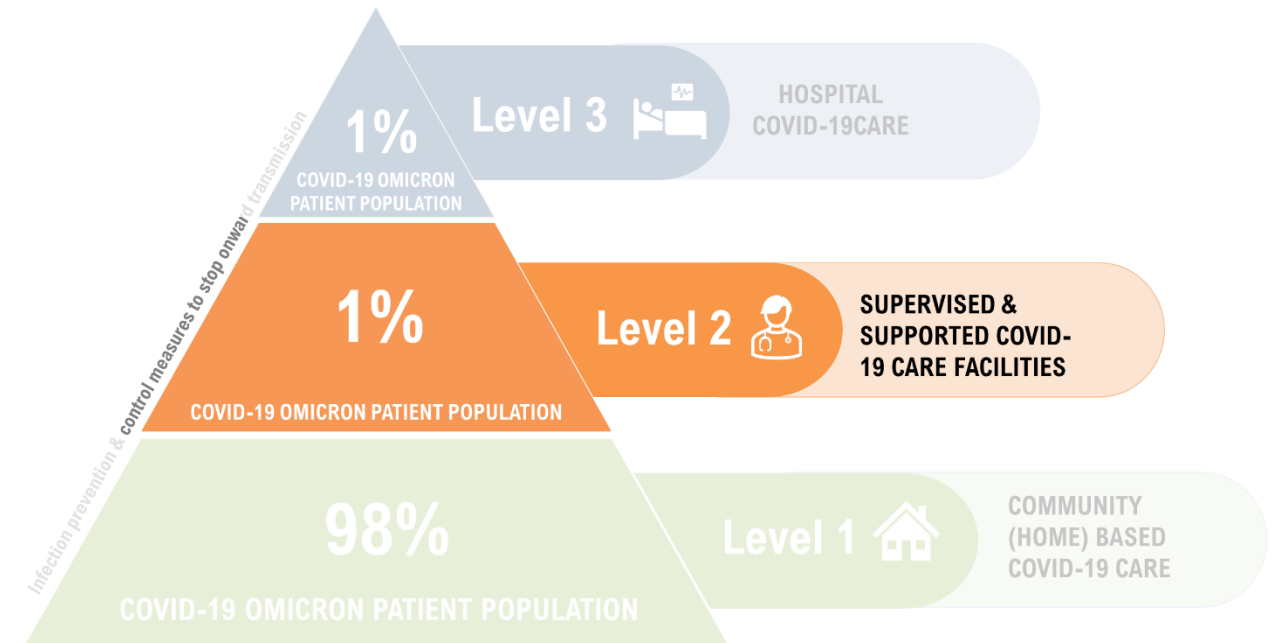 1%
COVID-19 OMICRON
PATIENT POPULATION
Level 3
HOSPITAL
COVID-19CARE
Infection prevention & control measures to stop onward transmission
1%
COVID-19 OMICRON PATIENT POPULATION
Level 2
SUPERVISED &
SUPPORTED COVID-
19 CARE FACILITIES
98%
COVID-19 OMICRON PATIENT POPULATION
Level 1
COMMUNITY
(HOME) BASED
COVID-19 CARE